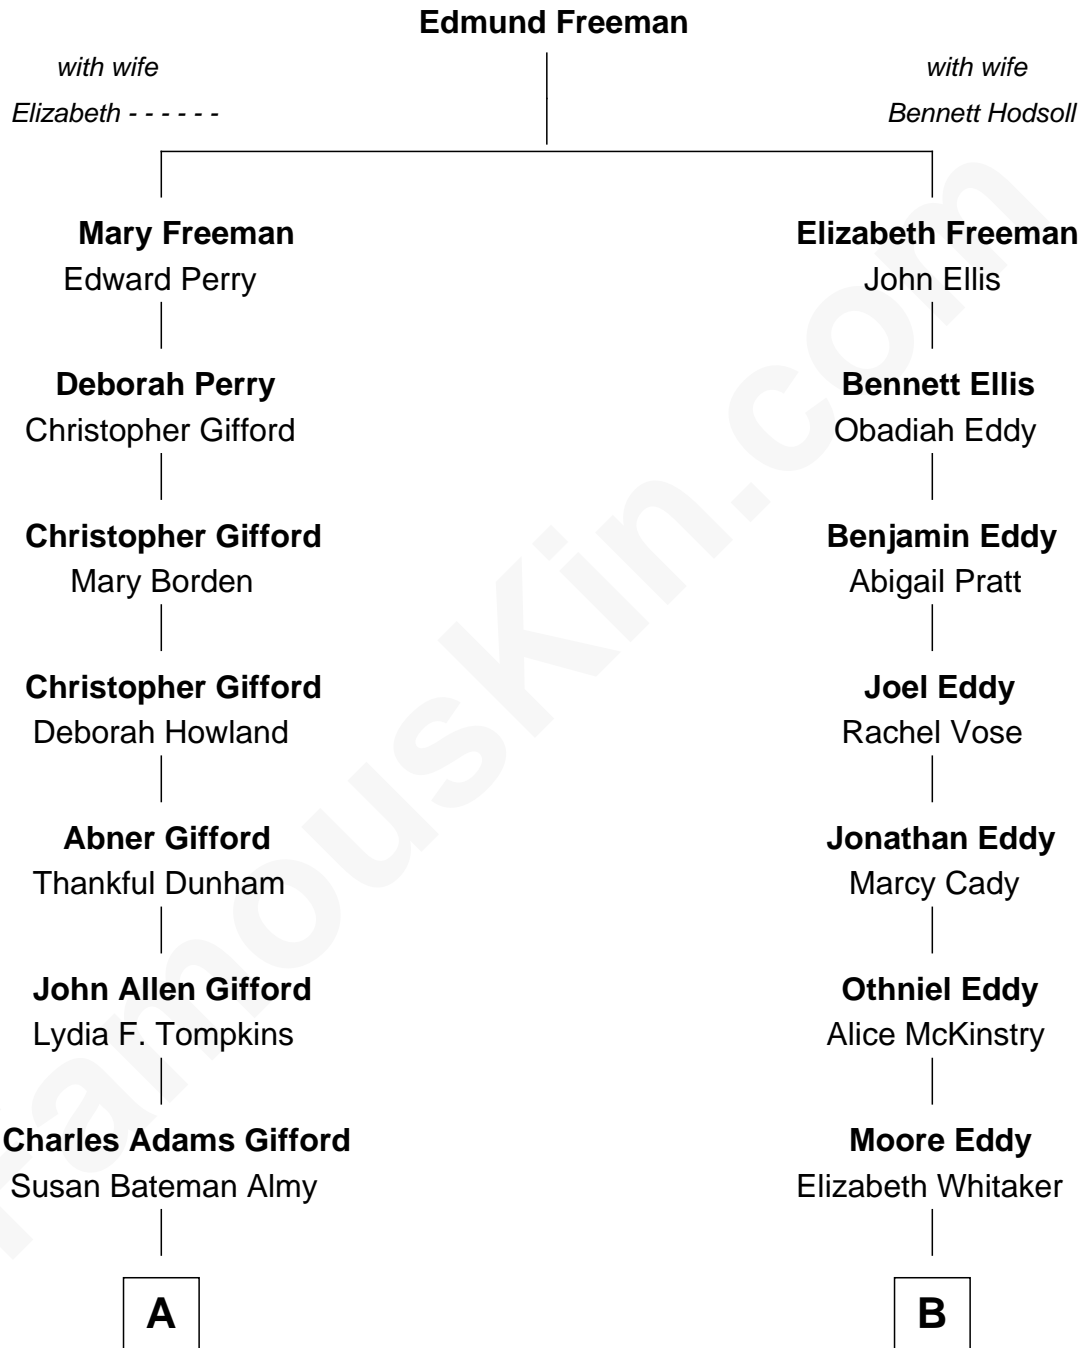 Edmund Freeman
with wife
Elizabeth - - - - - -
with wife
Bennett Hodsoll
Mary Freeman
Edward Perry
Elizabeth Freeman
John Ellis
Deborah Perry
Christopher Gifford
Bennett Ellis
Obadiah Eddy
Christopher Gifford
Mary Borden
Benjamin Eddy
Abigail Pratt
Christopher Gifford
Deborah Howland
Joel Eddy
Rachel Vose
Abner Gifford
Thankful Dunham
Jonathan Eddy
Marcy Cady
John Allen Gifford
Lydia F. Tompkins
Othniel Eddy
Alice McKinstry
Charles Adams Gifford
Susan Bateman Almy
Moore Eddy
Elizabeth Whitaker
A
B
FamousKin.com